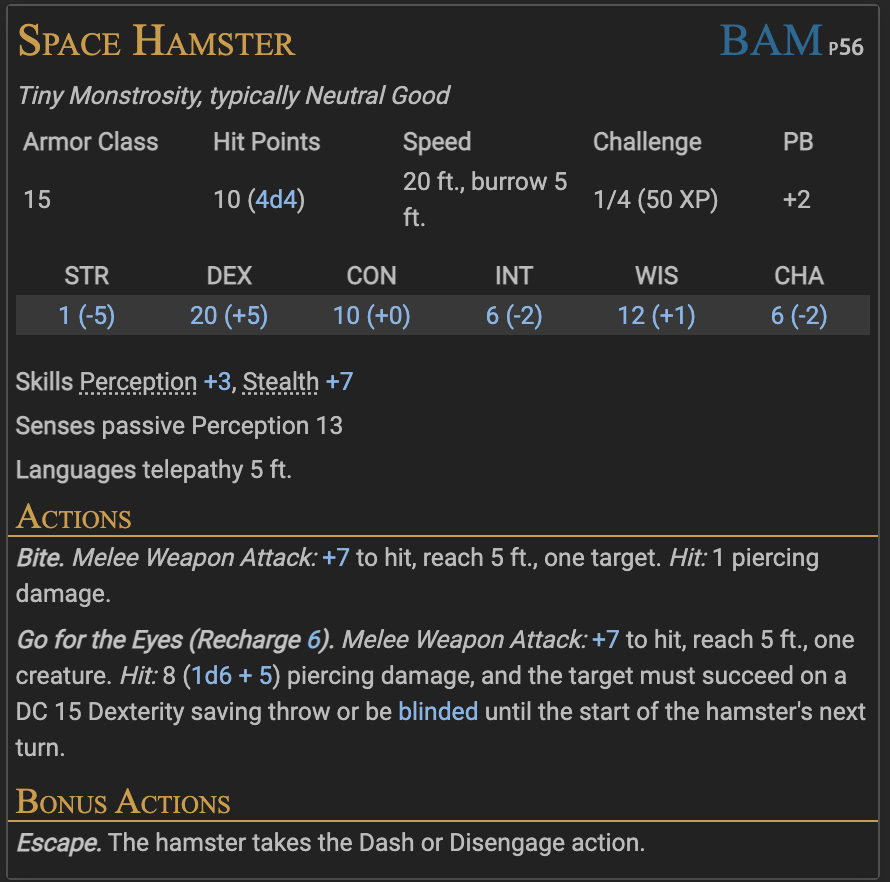 Space Hamster BAM P56
Tiny Monstrosity, typically Neutral Good
Armor Class Hit Points Speed Challenge PB
15 10 (4d4) 20 ft., burrow 5 ft. 1/4 (50 XP) +2
STR DEX CON INT WIS CHA
1 (-5) 20 (+5) 10 (+0) 6 (-2) 12 (+1) 6 (-2)
Skills Perception +3, Stealth +7
Senses passive Perception 13
Languages telepathy 5 ft.
Actions
Bite. Melee Weapon Attack: +7 to hit, reach 5 ft., one target. Hit: 1 piercing
damage.
Go for the Eyes (Recharge 6). Melee Weapon Attack: +7 to hit, reach 5 ft., one
creature. Hit: 8 (1d6 + 5) piercing damage, and the target must succeed on a
DC 15 Dexterity saving throw or be blinded until the start of the hamster's next
turn.
Bonus Actions
Escape. The hamster takes the Dash or Disengage action.